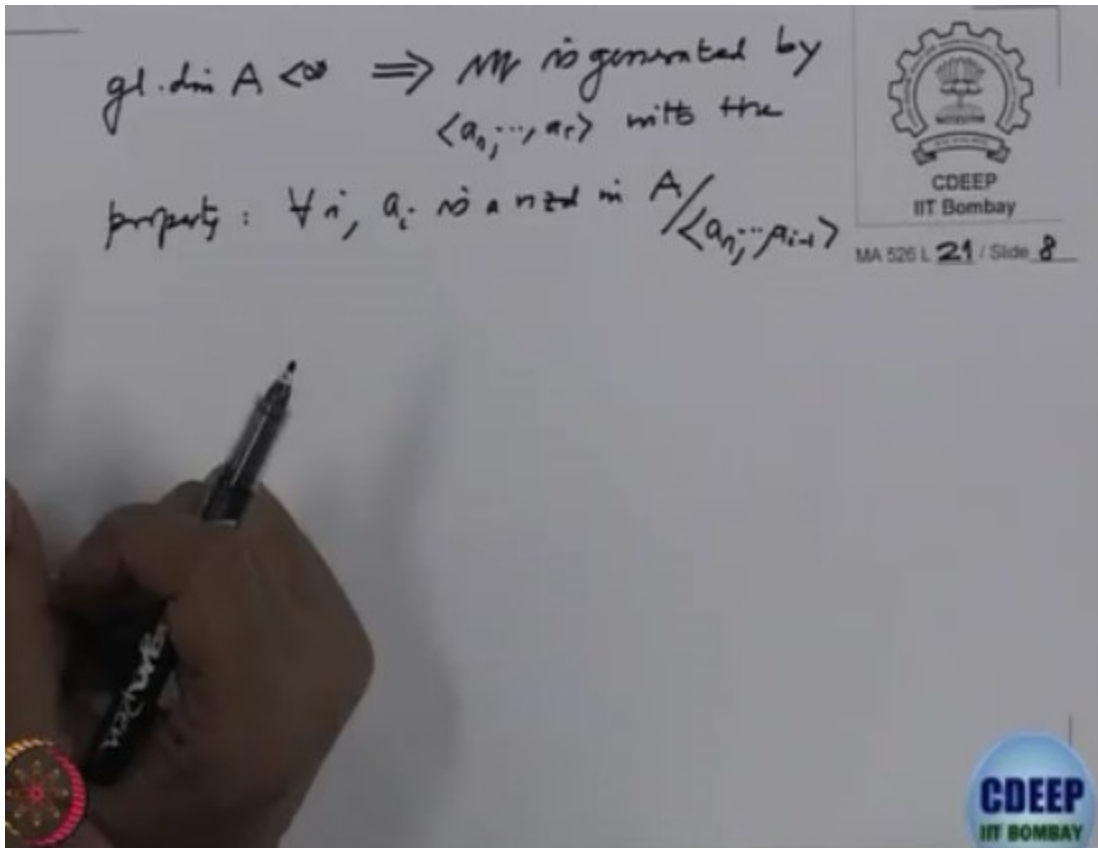 gl.dim A < ∞ ⟹ 𝔪 is generated by
<a₁, ..., aᵣ> with the
property : ∀ i, aᵢ is a nzd in A/<a₁, ..., aᵢ₋₁>
CDEEP
IIT Bombay
MA 526 L 21 / Slide 8
CDEEP
IIT BOMBAY